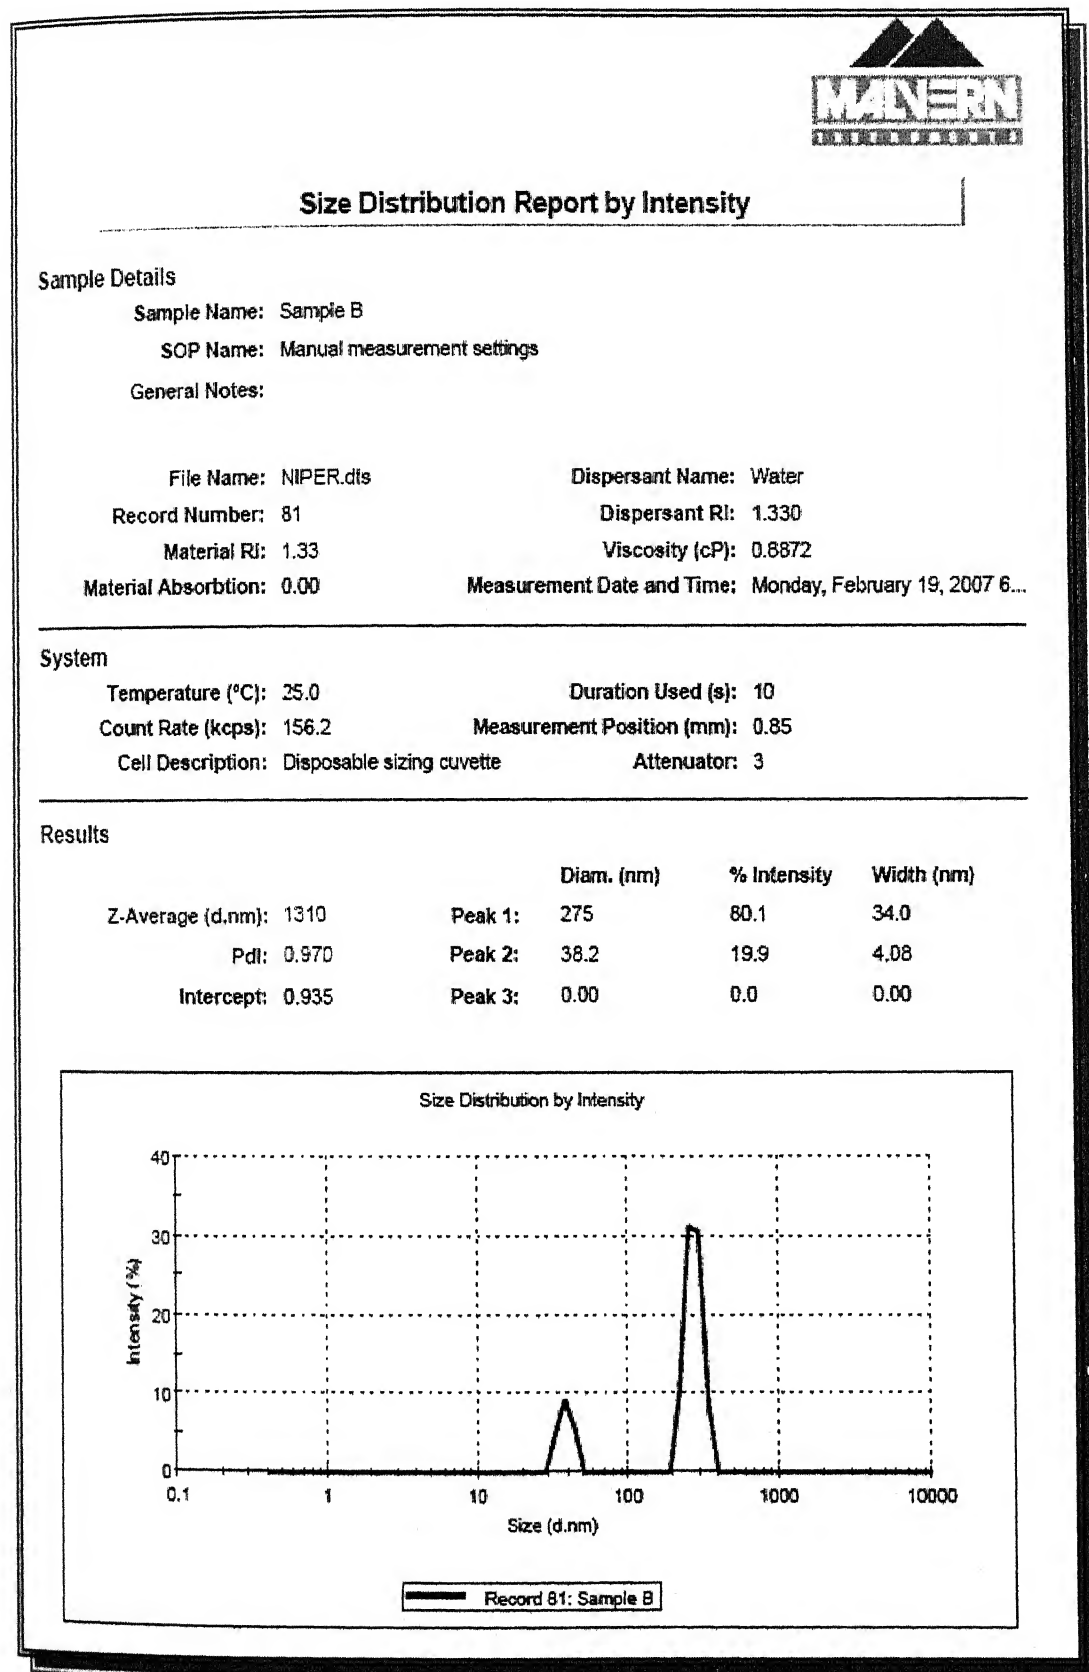 MALVERN
INSTRUMENTS
Size Distribution Report by Intensity
Sample Details
Sample Name: Sample B
SOP Name: Manual measurement settings
General Notes:
File Name: NIPER.dts Dispersant Name: Water
Record Number: 81 Dispersant RI: 1.330
Material RI: 1.33 Viscosity (cP): 0.8872
Material Absorbtion: 0.00 Measurement Date and Time: Monday, February 19, 2007 6...
System
Temperature (°C): 25.0 Duration Used (s): 10
Count Rate (kcps): 156.2 Measurement Position (mm): 0.85
Cell Description: Disposable sizing cuvette Attenuator: 3
Results
Diam. (nm) % Intensity Width (nm)
Z-Average (d.nm): 1310 Peak 1: 275 80.1 34.0
PdI: 0.970 Peak 2: 38.2 19.9 4.08
Intercept: 0.935 Peak 3: 0.00 0.0 0.00
Size Distribution by Intensity
40
30
20
10
0
Intensity (%)
0.1 1 10 100 1000 10000
Size (d.nm)
Record 81: Sample B